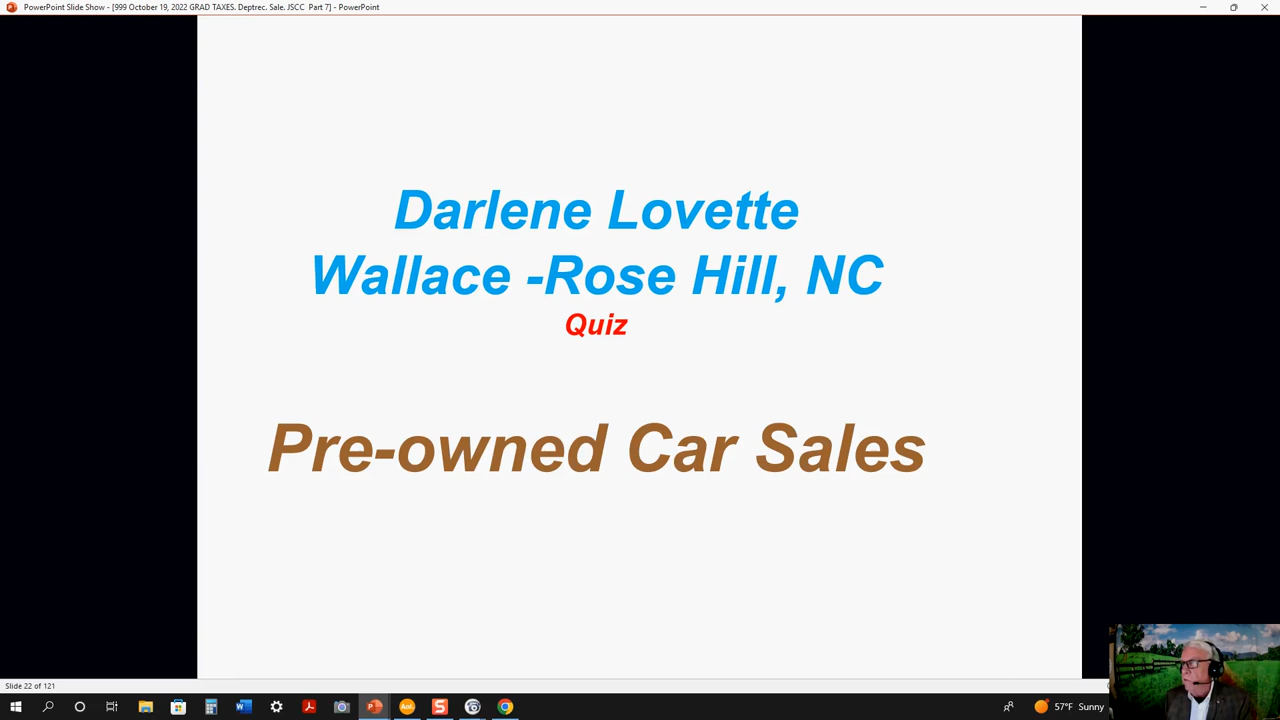 PowerPoint Slide Show - [999 October 19, 2022 GRAD TAXES. Deptrec. Sale. JSCC Part 7] - PowerPoint
Darlene Lovette
Wallace -Rose Hill, NC
Quiz
Pre-owned Car Sales
Slide 22 of 121
57°F Sunny